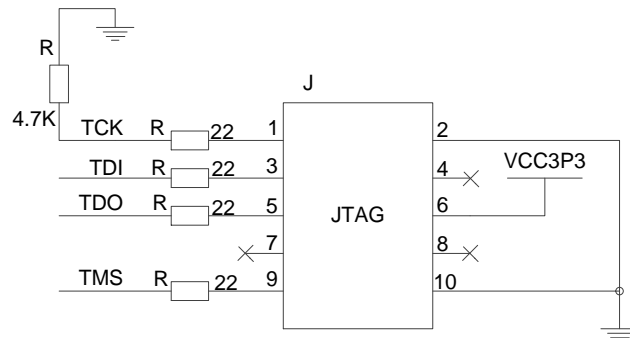 R
J
4.7K
TCK R 22 1 2
TDI R 22 3 4 VCC3P3
TDO R 22 5 JTAG 6
7 8
TMS R 22 9 10